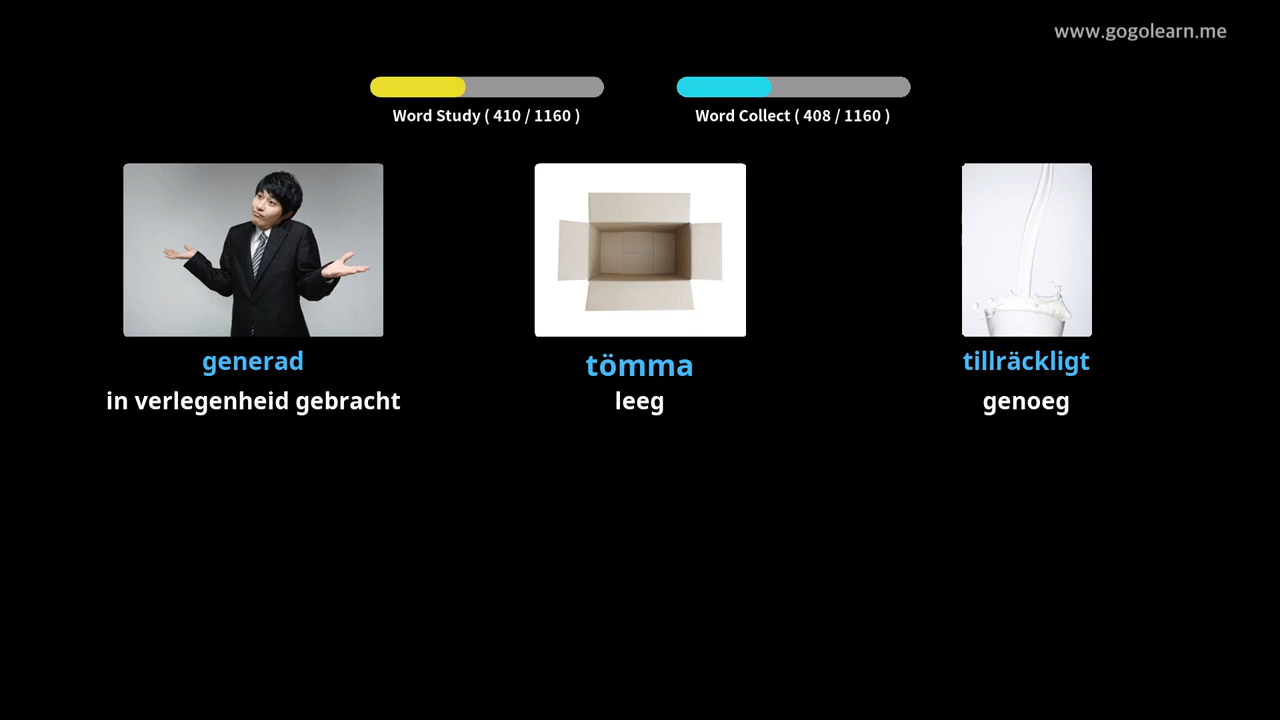 www.gogolearn.me
Word Study ( 410 / 1160 )
Word Collect ( 408 / 1160 )
generad
in verlegenheid gebracht
tömma
leeg
tillräckligt
genoeg